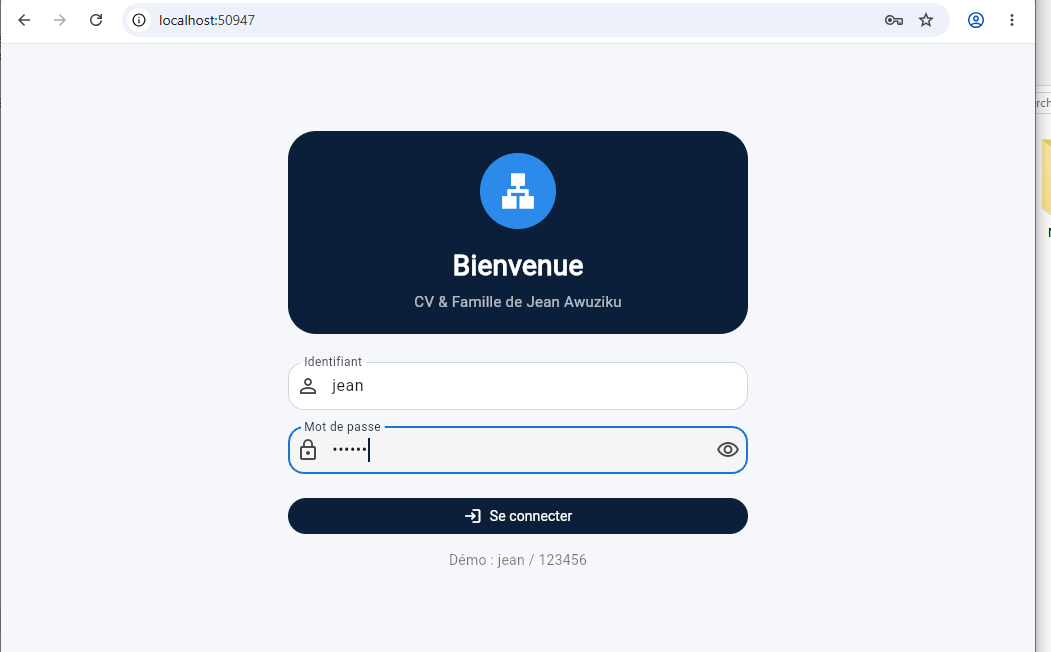 localhost:50947
Bienvenue
CV & Famille de Jean Awuziku
Identifiant
jean
Mot de passe
••••••
Se connecter
Démo : jean / 123456